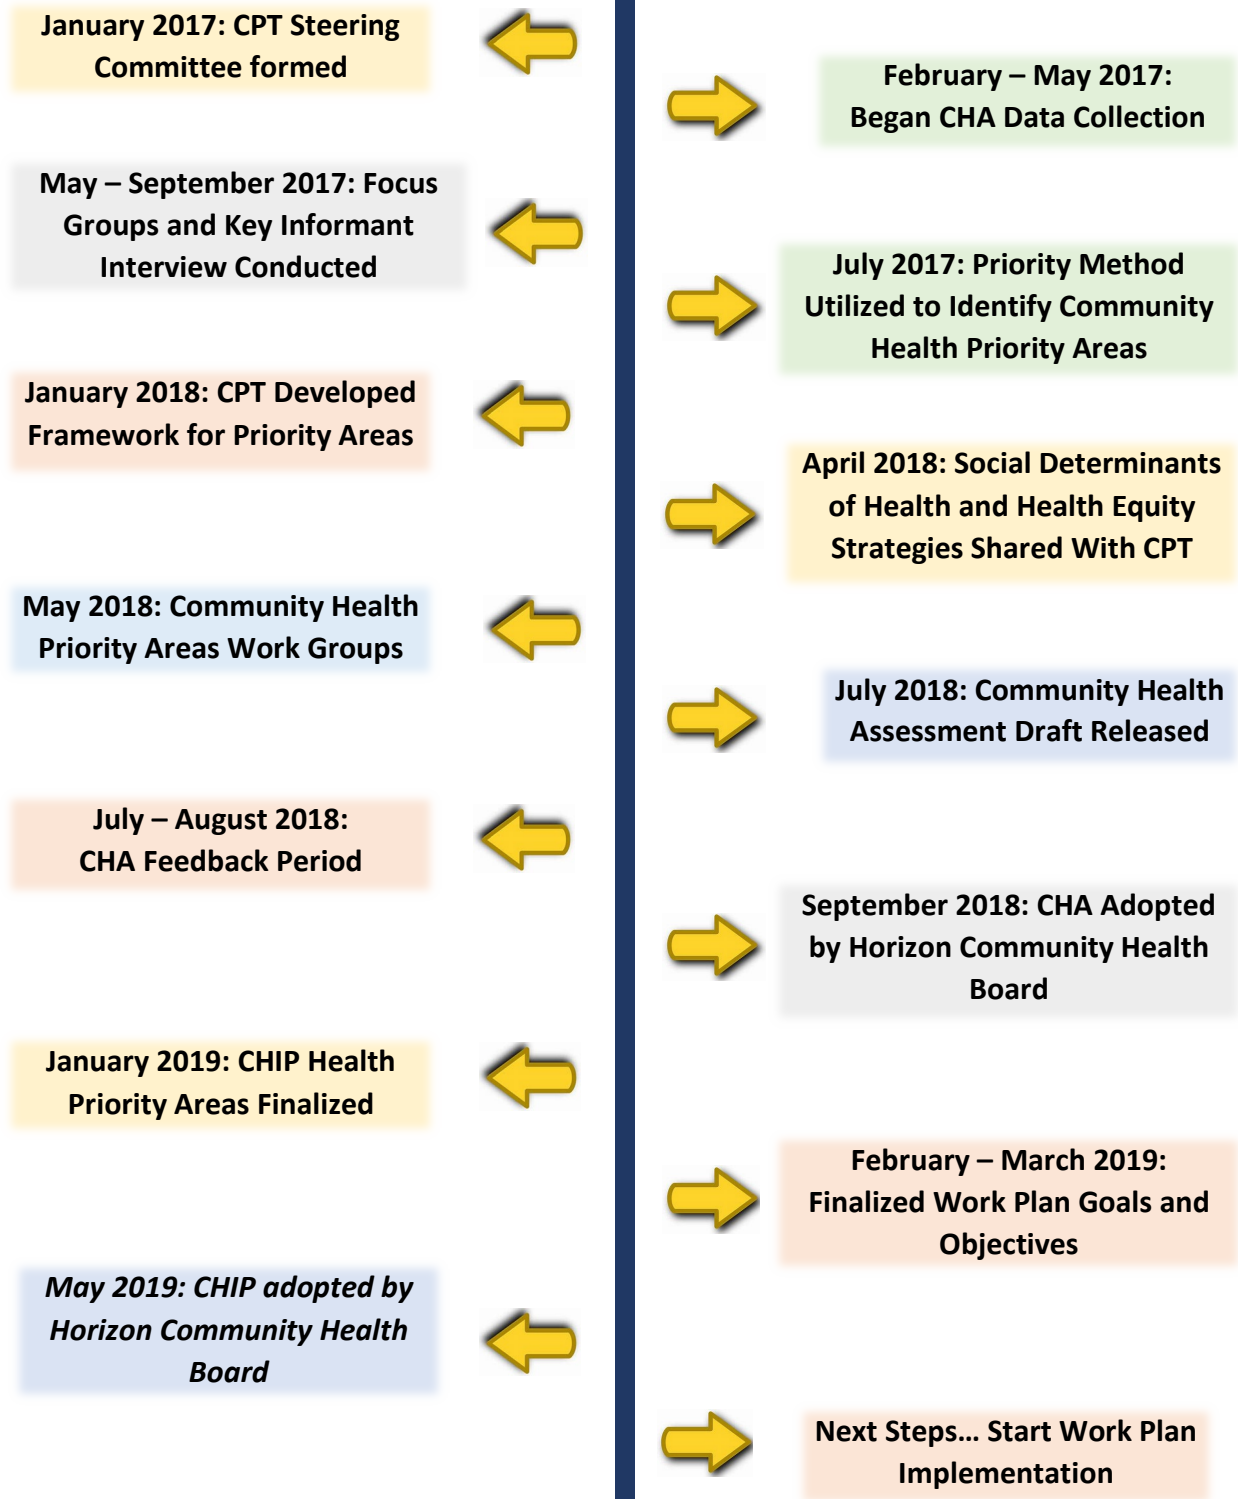 January 2017: CPT Steering
Committee formed
February – May 2017:
Began CHA Data Collection
May – September 2017: Focus
Groups and Key Informant
Interview Conducted
July 2017: Priority Method
Utilized to Identify Community
Health Priority Areas
January 2018: CPT Developed
Framework for Priority Areas
April 2018: Social Determinants
of Health and Health Equity
Strategies Shared With CPT
May 2018: Community Health
Priority Areas Work Groups
July 2018: Community Health
Assessment Draft Released
July – August 2018:
CHA Feedback Period
September 2018: CHA Adopted
by Horizon Community Health
Board
January 2019: CHIP Health
Priority Areas Finalized
February – March 2019:
Finalized Work Plan Goals and
Objectives
May 2019: CHIP adopted by
Horizon Community Health
Board
Next Steps… Start Work Plan
Implementation